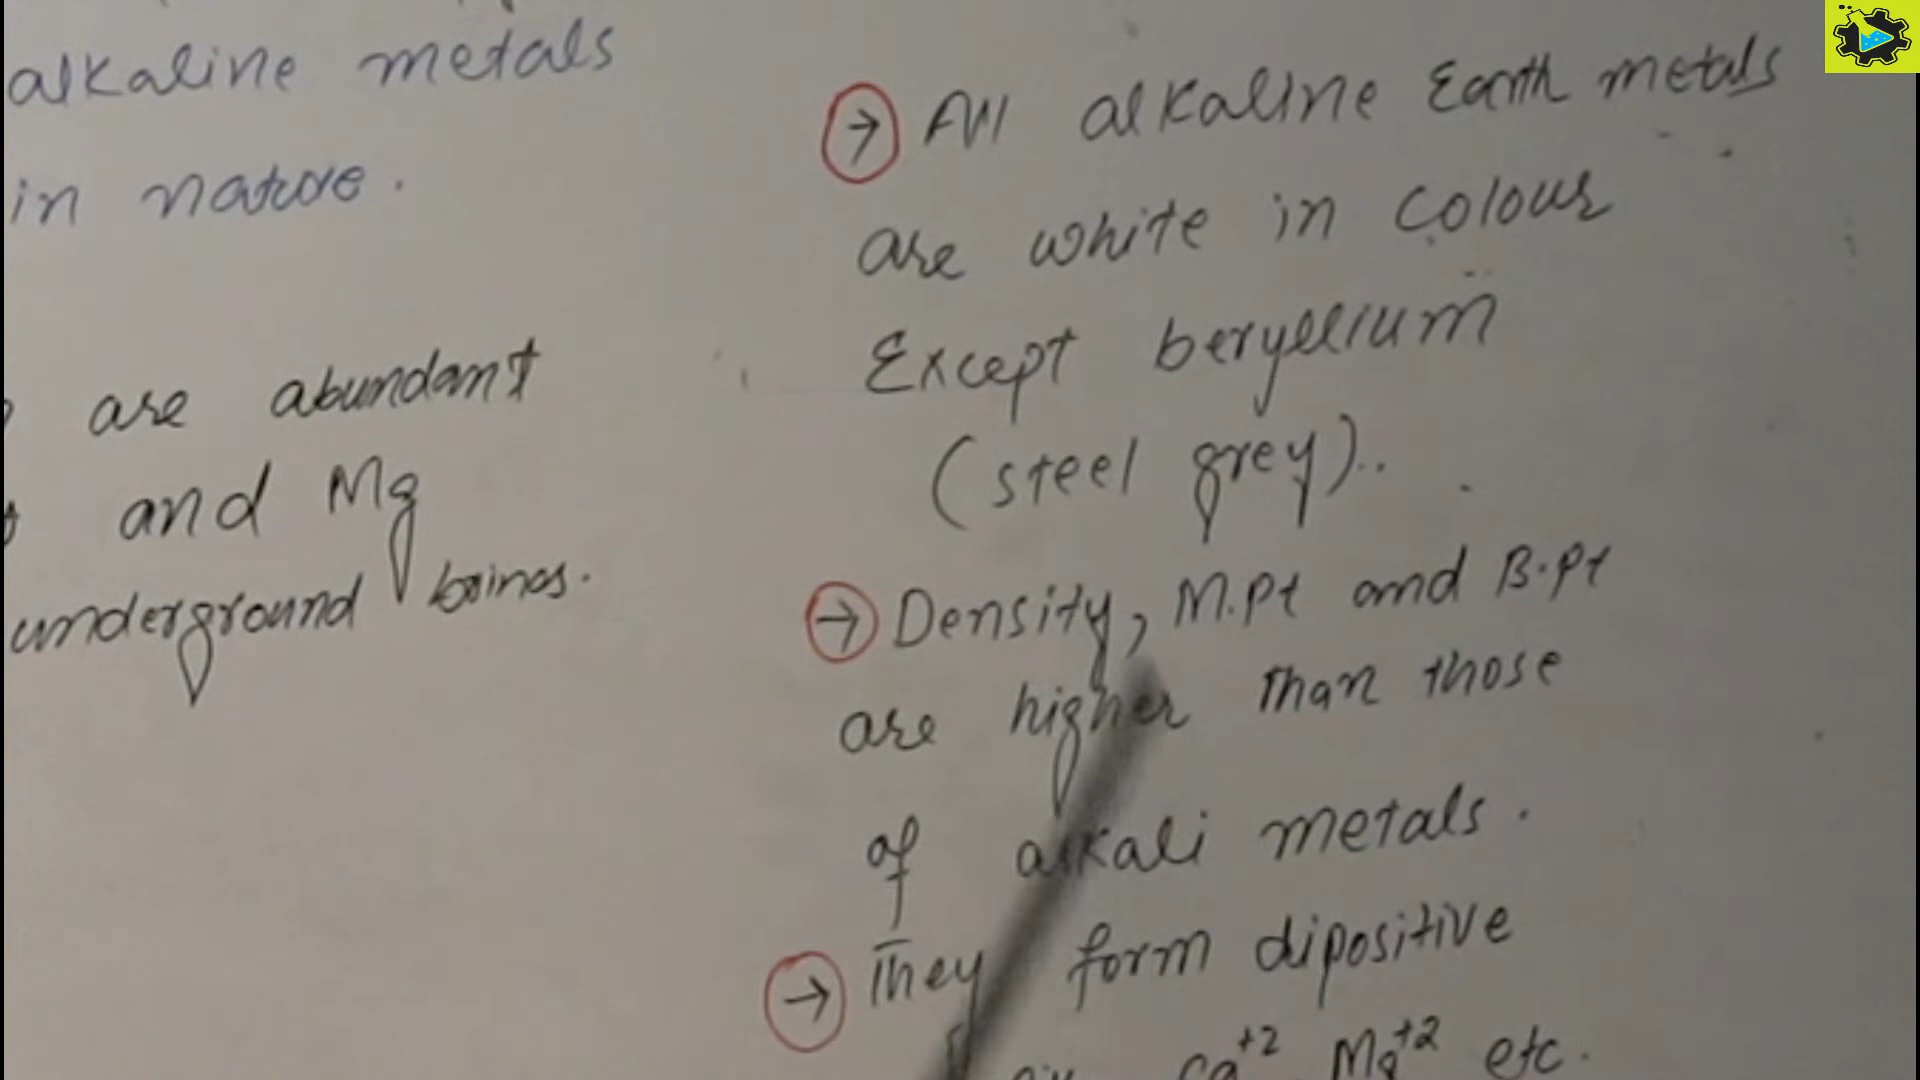 alkaline metals
in nature.
are abundant
and Mg
underground brines.
All alkaline Earth metals
are white in colour
Except beryllium
(steel grey)..
Density, M.Pt and B.Pt
are higher than those
of alkali metals.
They form dipositive
Ca+2 Mg+2 etc.